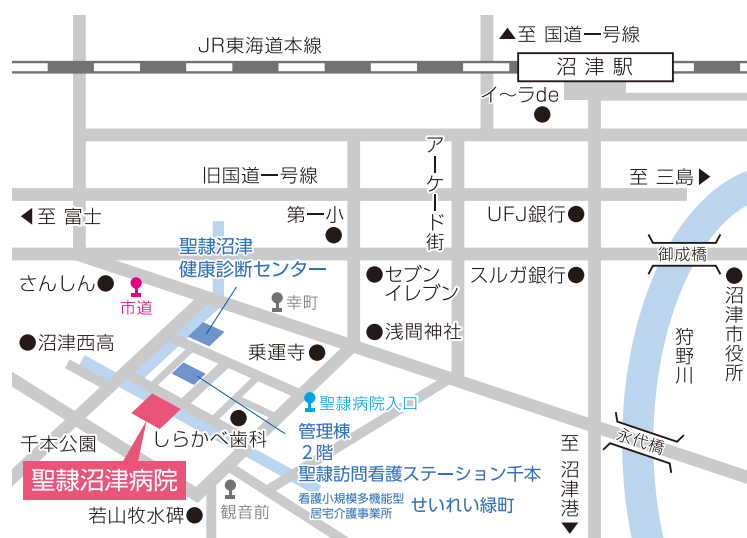 至 国道一号線
JR東海道本線
沼津駅
イ〜ラde
アーケード街
旧国道一号線
至 三島
至 富士
第一小
UFJ銀行
聖隷沼津
健康診断センター
御成橋
さんしん
市道
幸町
セブン
イレブン
スルガ銀行
沼津市役所
沼津西高
乗運寺
浅間神社
狩野川
聖隷病院入口
しらかべ歯科
管理棟
2階
聖隷訪問看護ステーション千本
看護小規模多機能型
居宅介護事業所
せいれい緑町
永代橋
至 沼津港
千本公園
聖隷沼津病院
若山牧水碑
観音前